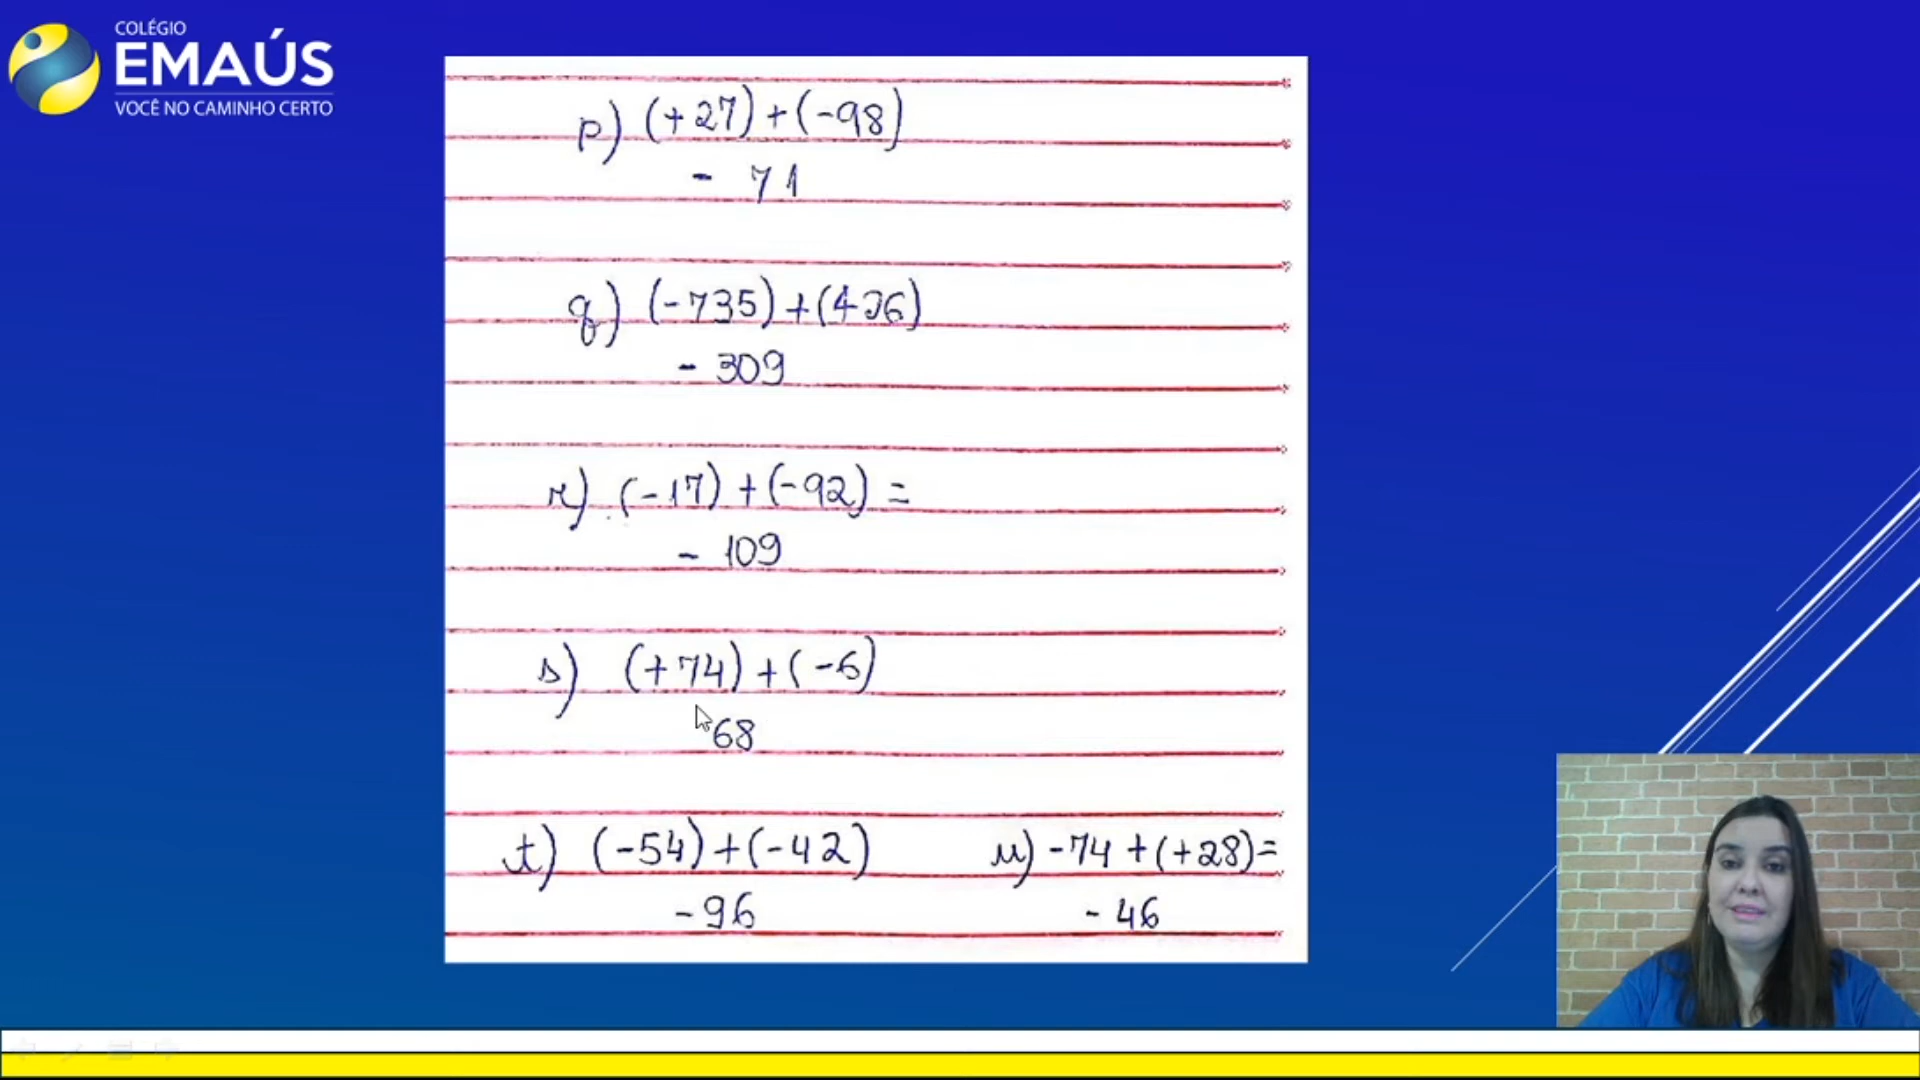 COLÉGIO
EMAÚS
VOCÊ NO CAMINHO CERTO
p) (+27)+(-98)
- 71
q) (-735)+(426)
- 309
r) (-17)+(-92) =
- 109
s) (+74)+(-6)
68
t) (-54)+(-42)
-96
u) -74+(+28)=
- 46